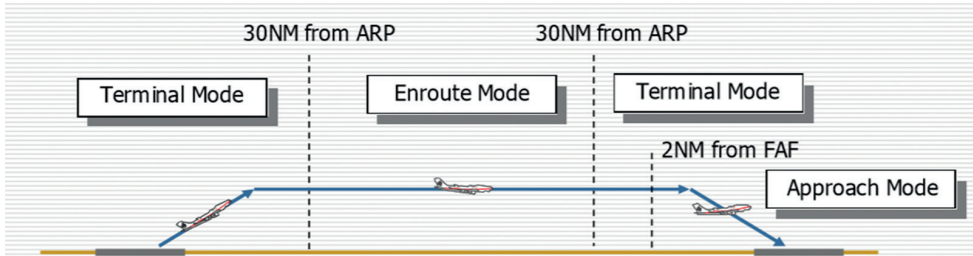 30NM from ARP
30NM from ARP
Terminal Mode
Enroute Mode
Terminal Mode
2NM from FAF
Approach Mode